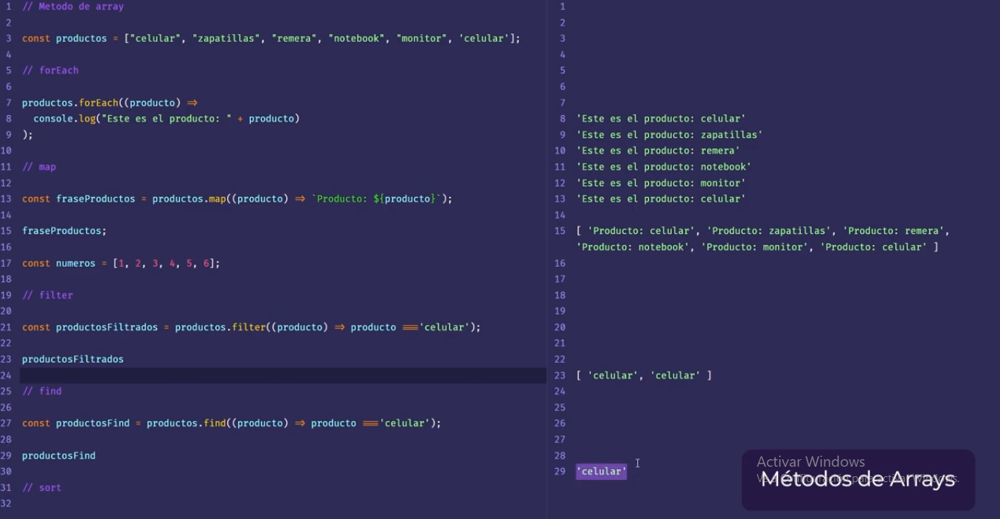 1 // Metodo de array
2
3 const productos = ["celular", "zapatillas", "remera", "notebook", "monitor", 'celular'];
4
5 // forEach
6
7 productos.forEach((producto) =>
8 console.log("Este es el producto: " + producto)
9 );
10
11 // map
12
13 const fraseProductos = productos.map((producto) => `Producto: ${producto}`);
14
15 fraseProductos;
16
17 const numeros = [1, 2, 3, 4, 5, 6];
18
19 // filter
20
21 const productosFiltrados = productos.filter((producto) => producto ==='celular');
22
23 productosFiltrados
24
25 // find
26
27 const productosFind = productos.find((producto) => producto ==='celular');
28
29 productosFind
30
31 // sort
32
1
2
3
4
5
6
7
8 'Este es el producto: celular'
9 'Este es el producto: zapatillas'
10 'Este es el producto: remera'
11 'Este es el producto: notebook'
12 'Este es el producto: monitor'
13 'Este es el producto: celular'
14
15 [ 'Producto: celular', 'Producto: zapatillas', 'Producto: remera',
'Producto: notebook', 'Producto: monitor', 'Producto: celular' ]
16
17
18
19
20
21
22
23 [ 'celular', 'celular' ]
24
25
26
27
28
29 'celular'
Activar Windows
Métodos de Arrays